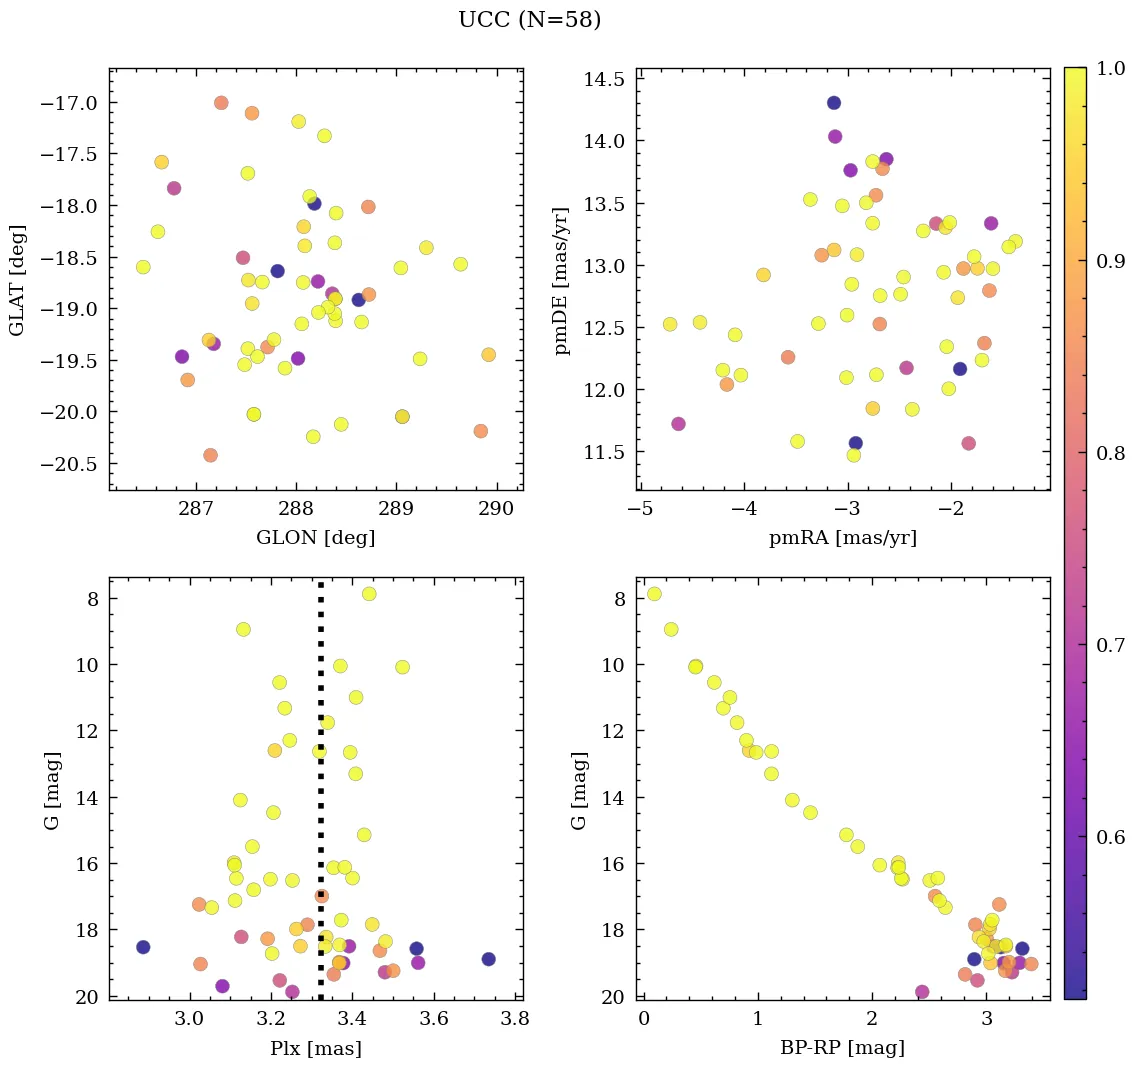 UCC (N=58)
−17.0
−17.5
−18.0
−18.5
−19.0
−19.5
−20.0
−20.5
GLAT [deg]
287 288 289 290
GLON [deg]
14.5
14.0
13.5
13.0
12.5
12.0
11.5
pmDE [mas/yr]
−5 −4 −3 −2
pmRA [mas/yr]
8
10
12
14
16
18
20
G [mag]
3.0 3.2 3.4 3.6 3.8
Plx [mas]
8
10
12
14
16
18
20
G [mag]
0 1 2 3
BP-RP [mag]
1.0
0.9
0.8
0.7
0.6